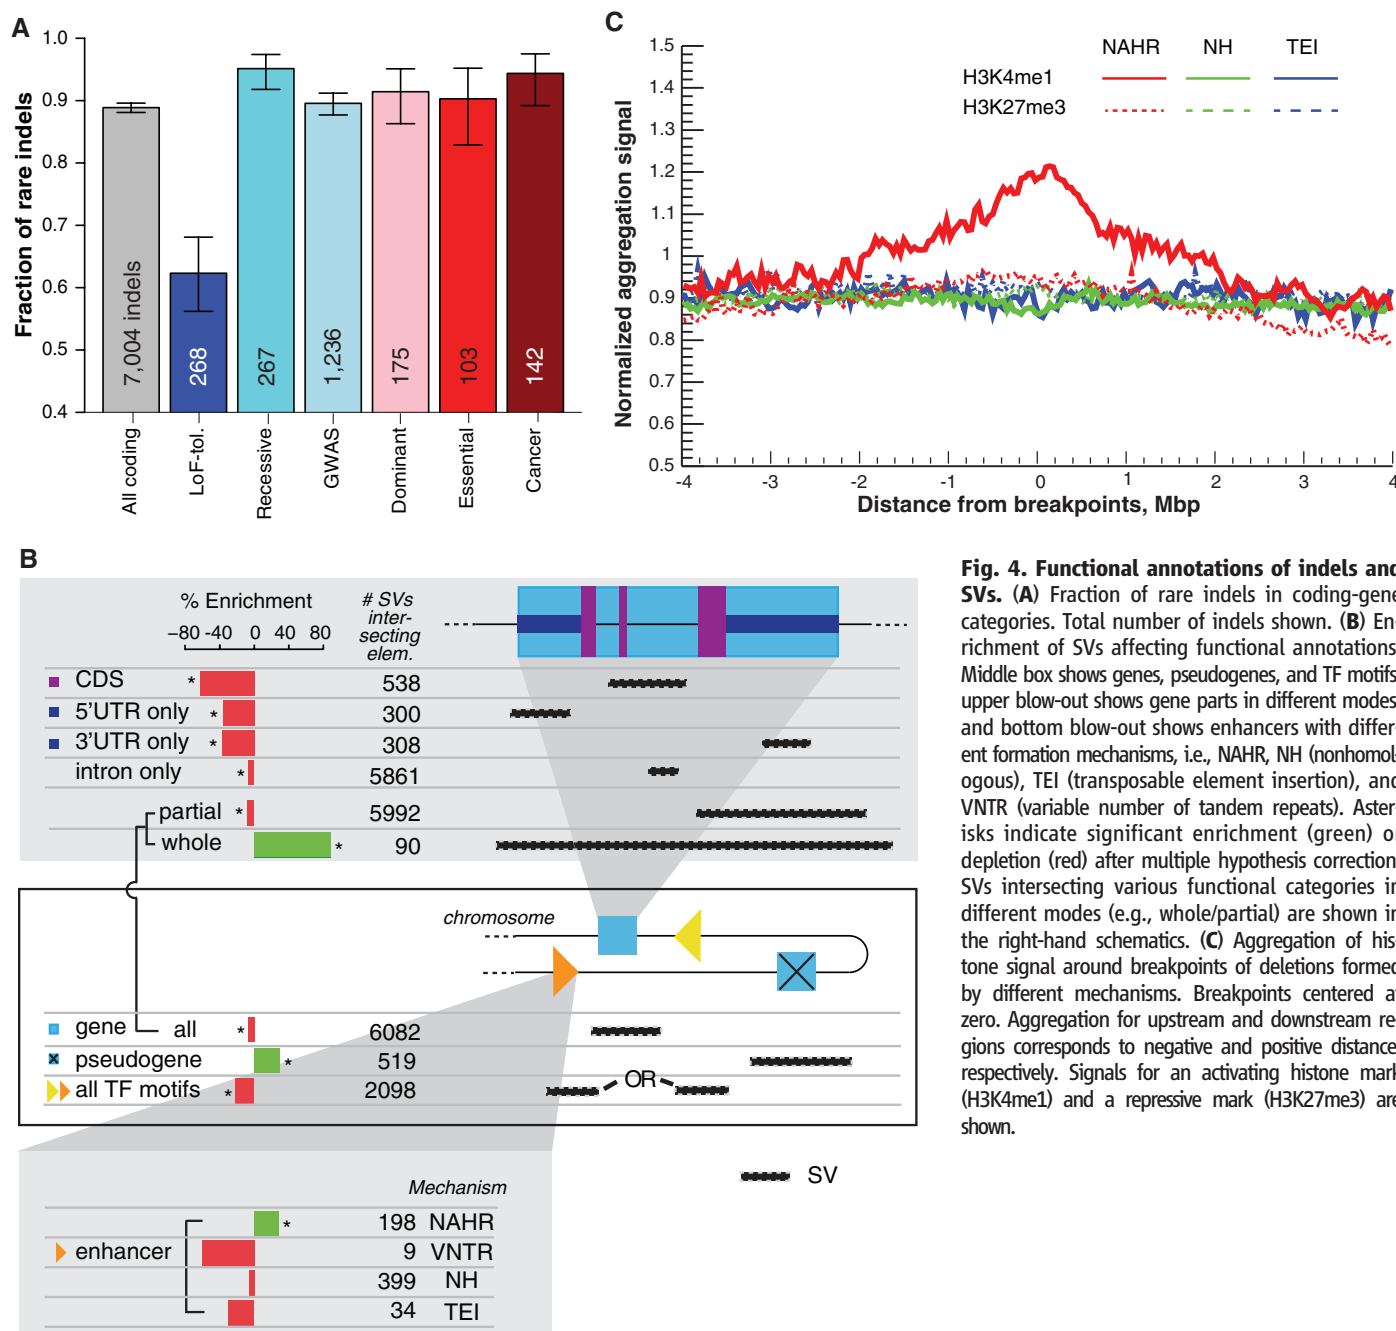 A
1.0
0.9
0.8
0.7
0.6
0.5
0.4
Fraction of rare indels
7,004 indels
268
267
1,236
175
103
142
All coding
LoF-tol.
Recessive
GWAS
Dominant
Essential
Cancer
C
1.5
1.4
1.3
1.2
1.1
1
0.9
0.8
0.7
0.6
0.5
Normalized aggregation signal
NAHR NH TEI
H3K4me1
H3K27me3
-4 -3 -2 -1 0 1 2 3 4
Distance from breakpoints, Mbp
B
% Enrichment
−80 -40 0 40 80
# SVs
inter-
secting
elem.
CDS * 538
5'UTR only * 300
3'UTR only * 308
intron only * 5861
partial * 5992
whole * 90
chromosome
gene all * 6082
pseudogene * 519
all TF motifs * 2098
OR
SV
Mechanism
* 198 NAHR
enhancer 9 VNTR
399 NH
34 TEI
Fig. 4. Functional annotations of indels and
SVs. (A) Fraction of rare indels in coding-gene
categories. Total number of indels shown. (B) En-
richment of SVs affecting functional annotations
Middle box shows genes, pseudogenes, and TF motifs
upper blow-out shows gene parts in different modes
and bottom blow-out shows enhancers with differ-
ent formation mechanisms, i.e., NAHR, NH (nonhomol-
ogous), TEI (transposable element insertion), and
VNTR (variable number of tandem repeats). Aster-
isks indicate significant enrichment (green) or
depletion (red) after multiple hypothesis correction
SVs intersecting various functional categories in
different modes (e.g., whole/partial) are shown in
the right-hand schematics. (C) Aggregation of his-
tone signal around breakpoints of deletions formed
by different mechanisms. Breakpoints centered at
zero. Aggregation for upstream and downstream re-
gions corresponds to negative and positive distance
respectively. Signals for an activating histone mark
(H3K4me1) and a repressive mark (H3K27me3) are
shown.